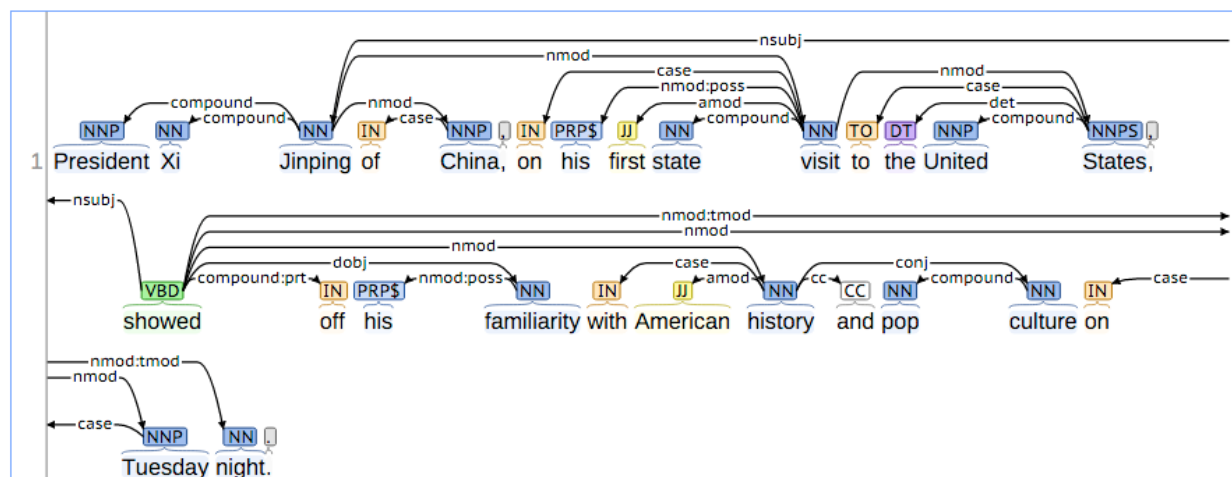 nsubj
nmod
case nmod
nmod:poss case
compound nmod amod det
compound case compound compound
NNP NN NN IN NNP , IN PRP$ JJ NN NN TO DT NNP NNPS ,
1 President Xi Jinping of China, on his first state visit to the United States,
nsubj
nmod:tmod
nmod
nmod
dobj case conj
compound:prt nmod:poss amod cc compound case
VBD IN PRP$ NN IN JJ NN CC NN NN IN
showed off his familiarity with American history and pop culture on
nmod:tmod
nmod
case
NNP NN .
Tuesday night.